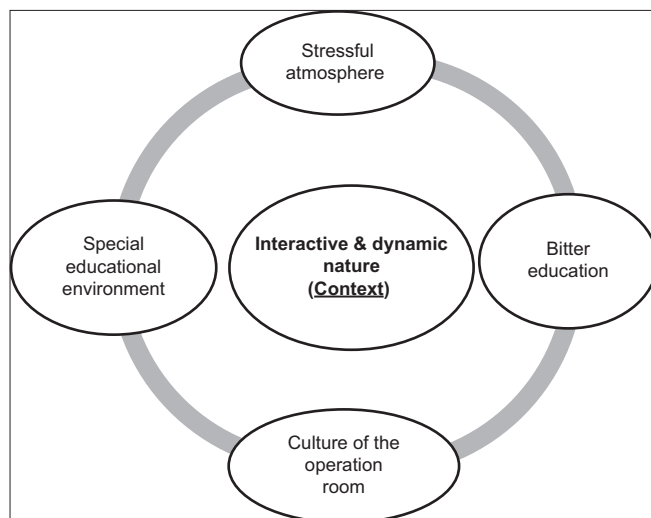 Stressful
atmosphere
Special
educational
environment
Interactive & dynamic
nature
(Context)
Bitter
education
Culture of the
operation
room